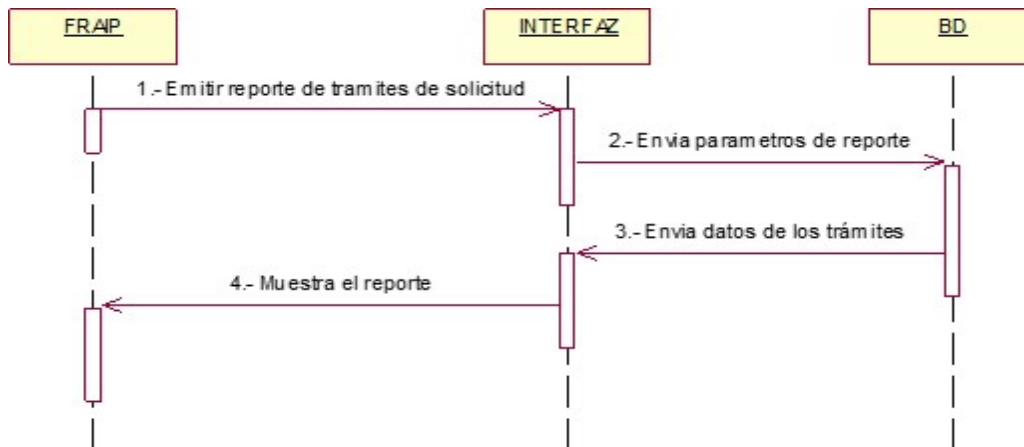 FRAIP
INTERFAZ
BD
1.- Emitir reporte de tramites de solicitud
2.- Envia parametros de reporte
3.- Envia datos de los trámites
4.- Muestra el reporte